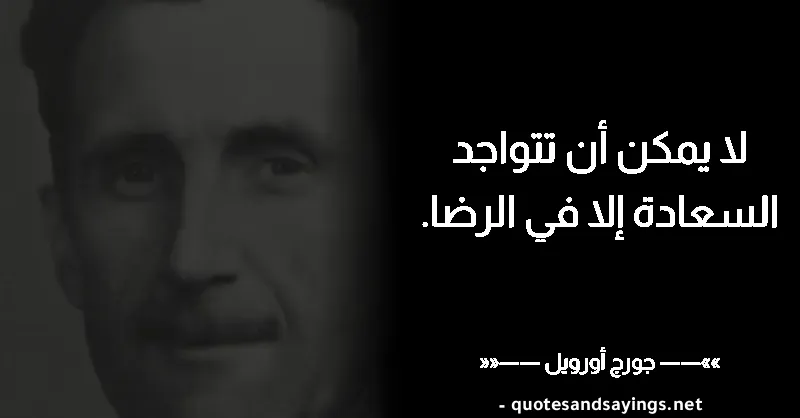 لا يمكن أن تتواجد
السعادة إلا في الرضا.
»»—— جورج أورويل ——««
- quotesandsayings.net